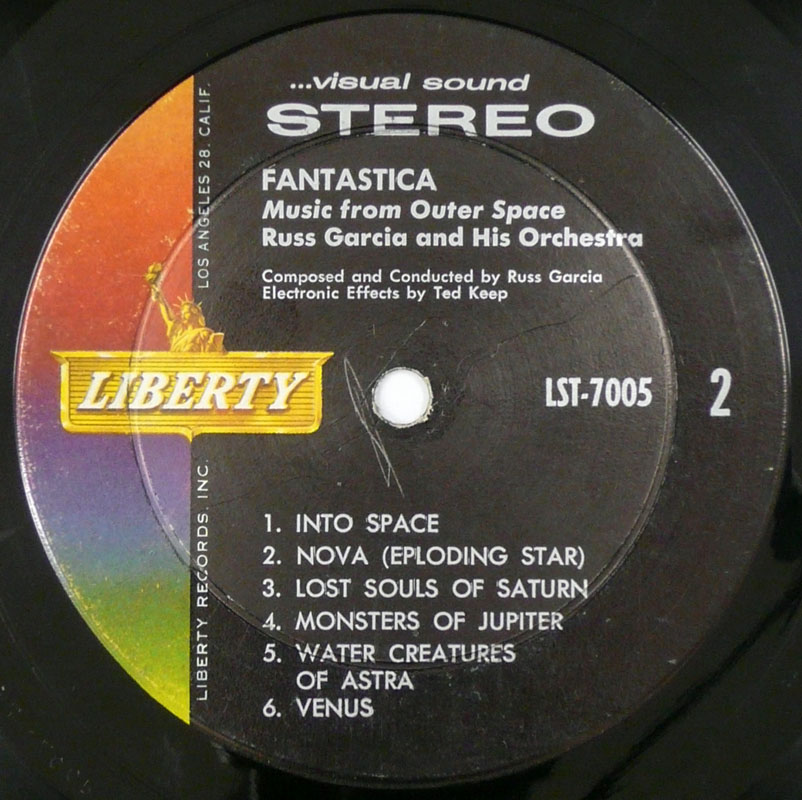 ...visual sound
STEREO
FANTASTICA
Music from Outer Space
Russ Garcia and His Orchestra
Composed and Conducted by Russ Garcia
Electronic Effects by Ted Keep
LIBERTY
LST-7005
2
1. INTO SPACE
2. NOVA (EPLODING STAR)
3. LOST SOULS OF SATURN
4. MONSTERS OF JUPITER
5. WATER CREATURES
OF ASTRA
6. VENUS
LIBERTY RECORDS, INC. LOS ANGELES 28, CALIF.